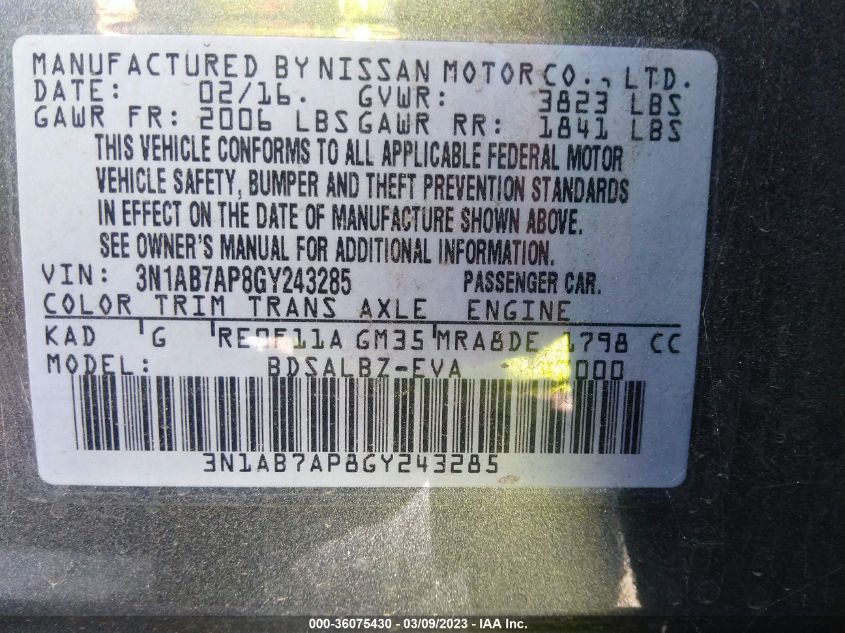 MANUFACTURED BY NISSAN MOTOR CO., LTD.
DATE: 02/16. GVWR: 3823 LBS
GAWR FR: 2006 LBS GAWR RR: 1841 LBS
THIS VEHICLE CONFORMS TO ALL APPLICABLE FEDERAL MOTOR
VEHICLE SAFETY, BUMPER AND THEFT PREVENTION STANDARDS
IN EFFECT ON THE DATE OF MANUFACTURE SHOWN ABOVE.
SEE OWNER'S MANUAL FOR ADDITIONAL INFORMATION.
VIN: 3N1AB7AP8GY243285 PASSENGER CAR.
COLOR TRIM TRANS AXLE ENGINE
KAD 'G RE0F11A GM35 MRA8DE 1798 CC
MODEL: BDSALBZ-EVA
3N1AB7AP8GY243285
000-36075430 - 03/09/2023 - IAA Inc.